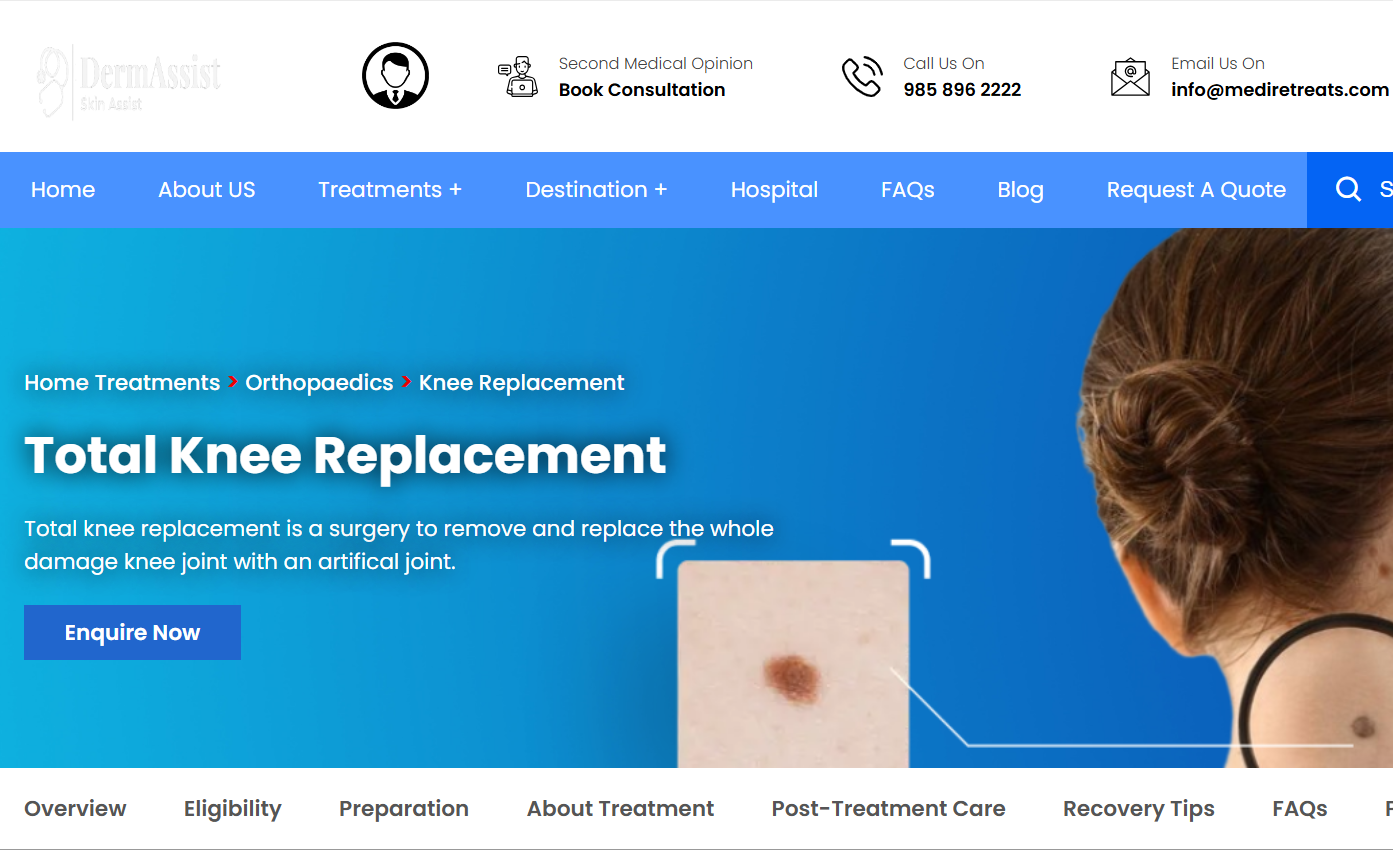 DermAssist
Skin Assist
Second Medical Opinion
Book Consultation
Call Us On
985 896 2222
Email Us On
info@mediretreats.com
Home About US Treatments + Destination + Hospital FAQs Blog Request A Quote S
Home Treatments > Orthopaedics > Knee Replacement
Total Knee Replacement
Total knee replacement is a surgery to remove and replace the whole
damage knee joint with an artifical joint.
Enquire Now
Overview Eligibility Preparation About Treatment Post-Treatment Care Recovery Tips FAQs